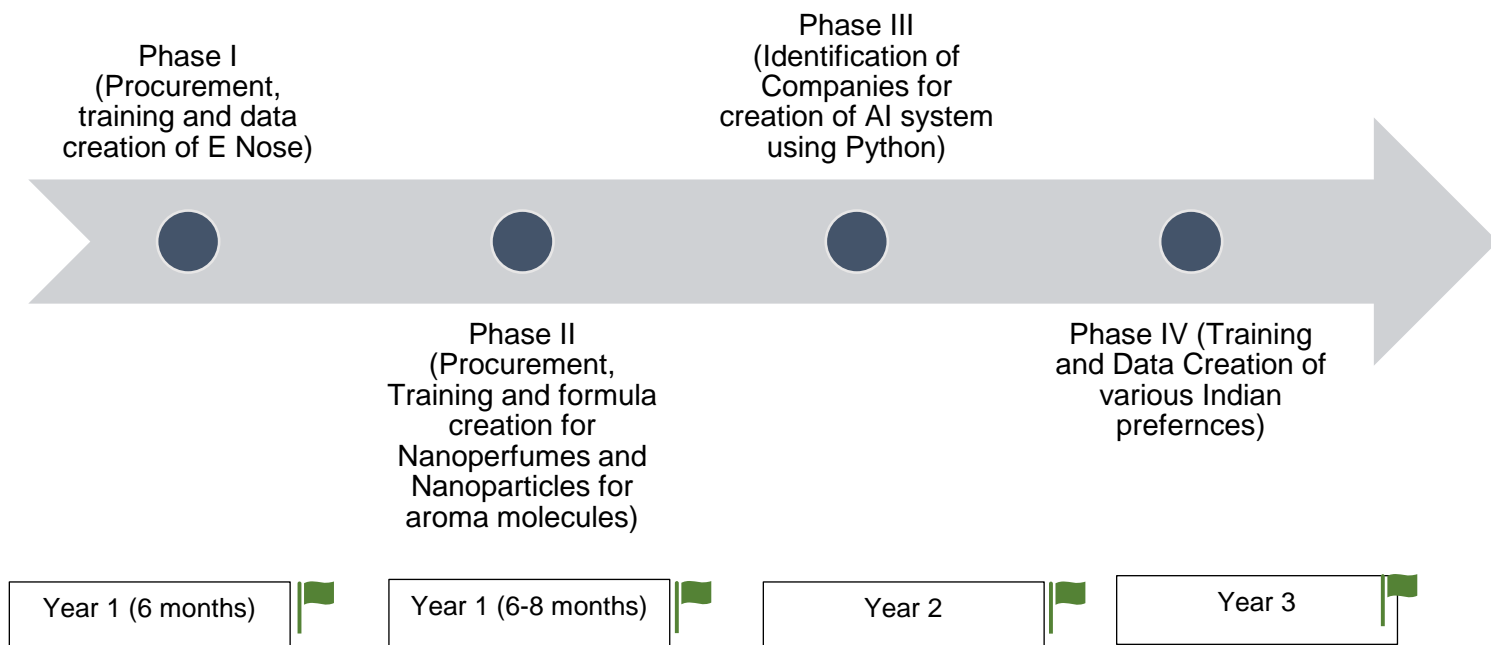 Phase I
(Procurement,
training and data
creation of E Nose)
Phase II
(Procurement,
Training and formula
creation for
Nanoperfumes and
Nanoparticles for
aroma molecules)
Phase III
(Identification of
Companies for
creation of AI system
using Python)
Phase IV (Training
and Data Creation of
various Indian
prefernces)
Year 1 (6 months)
Year 1 (6-8 months)
Year 2
Year 3